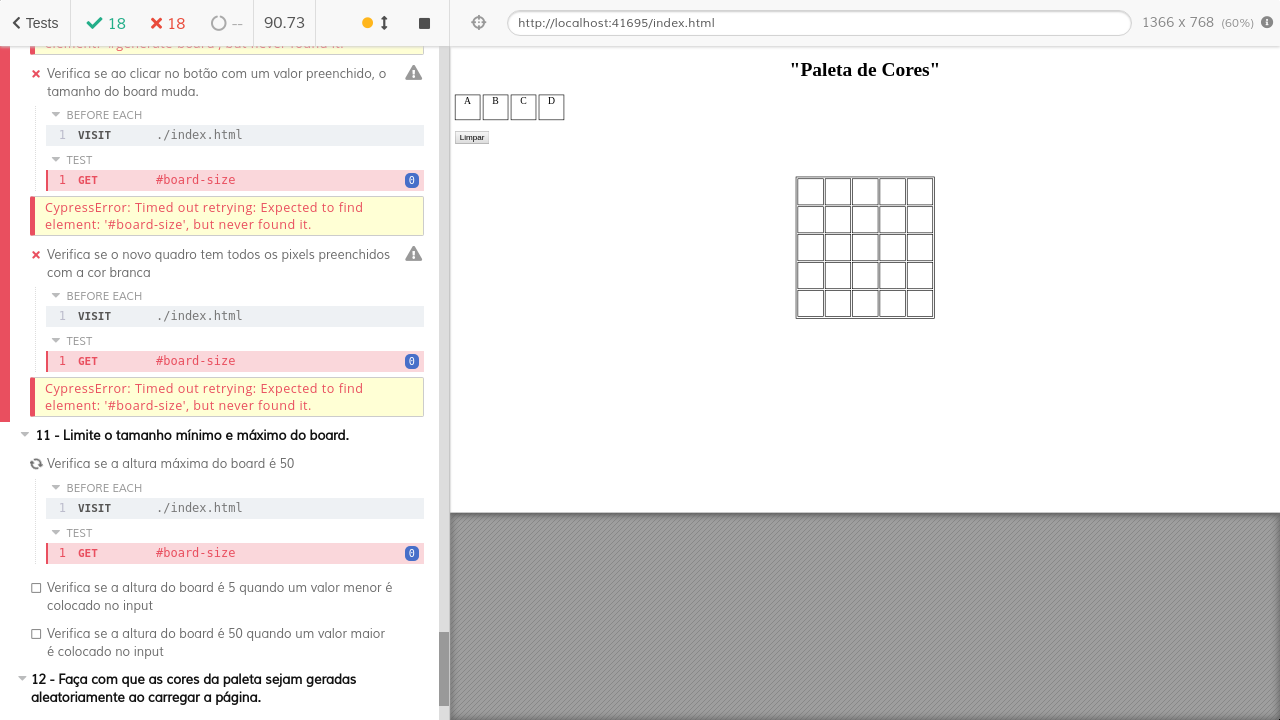 Tests
18
18
--
90.73
http://localhost:41695/index.html
1366 x 768 (60%)
element: '#generate-board', but never found it.
Verifica se ao clicar no botão com um valor preenchido, o
tamanho do board muda.
BEFORE EACH
1 VISIT ./index.html
TEST
1 GET #board-size 0
CypressError: Timed out retrying: Expected to find
element: '#board-size', but never found it.
Verifica se o novo quadro tem todos os pixels preenchidos
com a cor branca
BEFORE EACH
1 VISIT ./index.html
TEST
1 GET #board-size 0
CypressError: Timed out retrying: Expected to find
element: '#board-size', but never found it.
11 - Limite o tamanho mínimo e máximo do board.
Verifica se a altura máxima do board é 50
BEFORE EACH
1 VISIT ./index.html
TEST
1 GET #board-size 0
Verifica se a altura do board é 5 quando um valor menor é
colocado no input
Verifica se a altura do board é 50 quando um valor maior
é colocado no input
12 - Faça com que as cores da paleta sejam geradas
aleatoriamente ao carregar a página.
"Paleta de Cores"
A B C D
Limpar